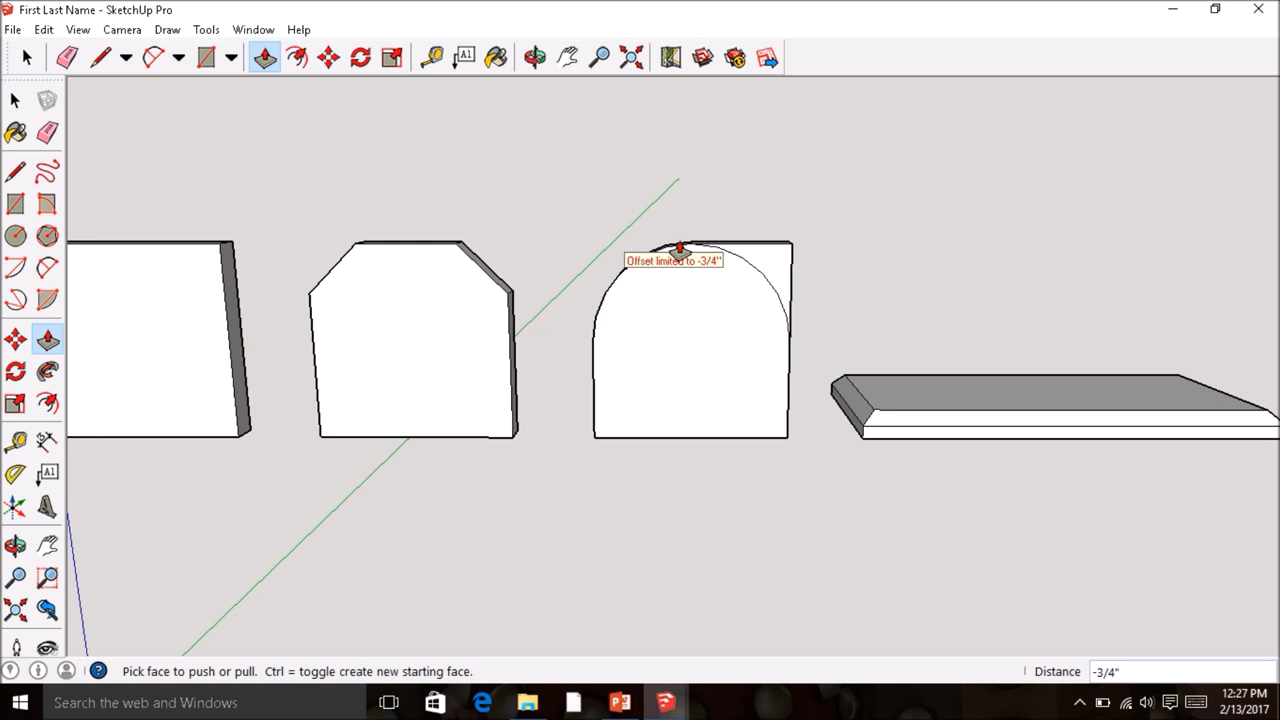 First Last Name - SketchUp Pro
File Edit View Camera Draw Tools Window Help
A1
Offset limited to -3/4"
A1
Pick face to push or pull. Ctrl = toggle create new starting face.
Distance -3/4"
Search the web and Windows
12:27 PM
2/13/2017